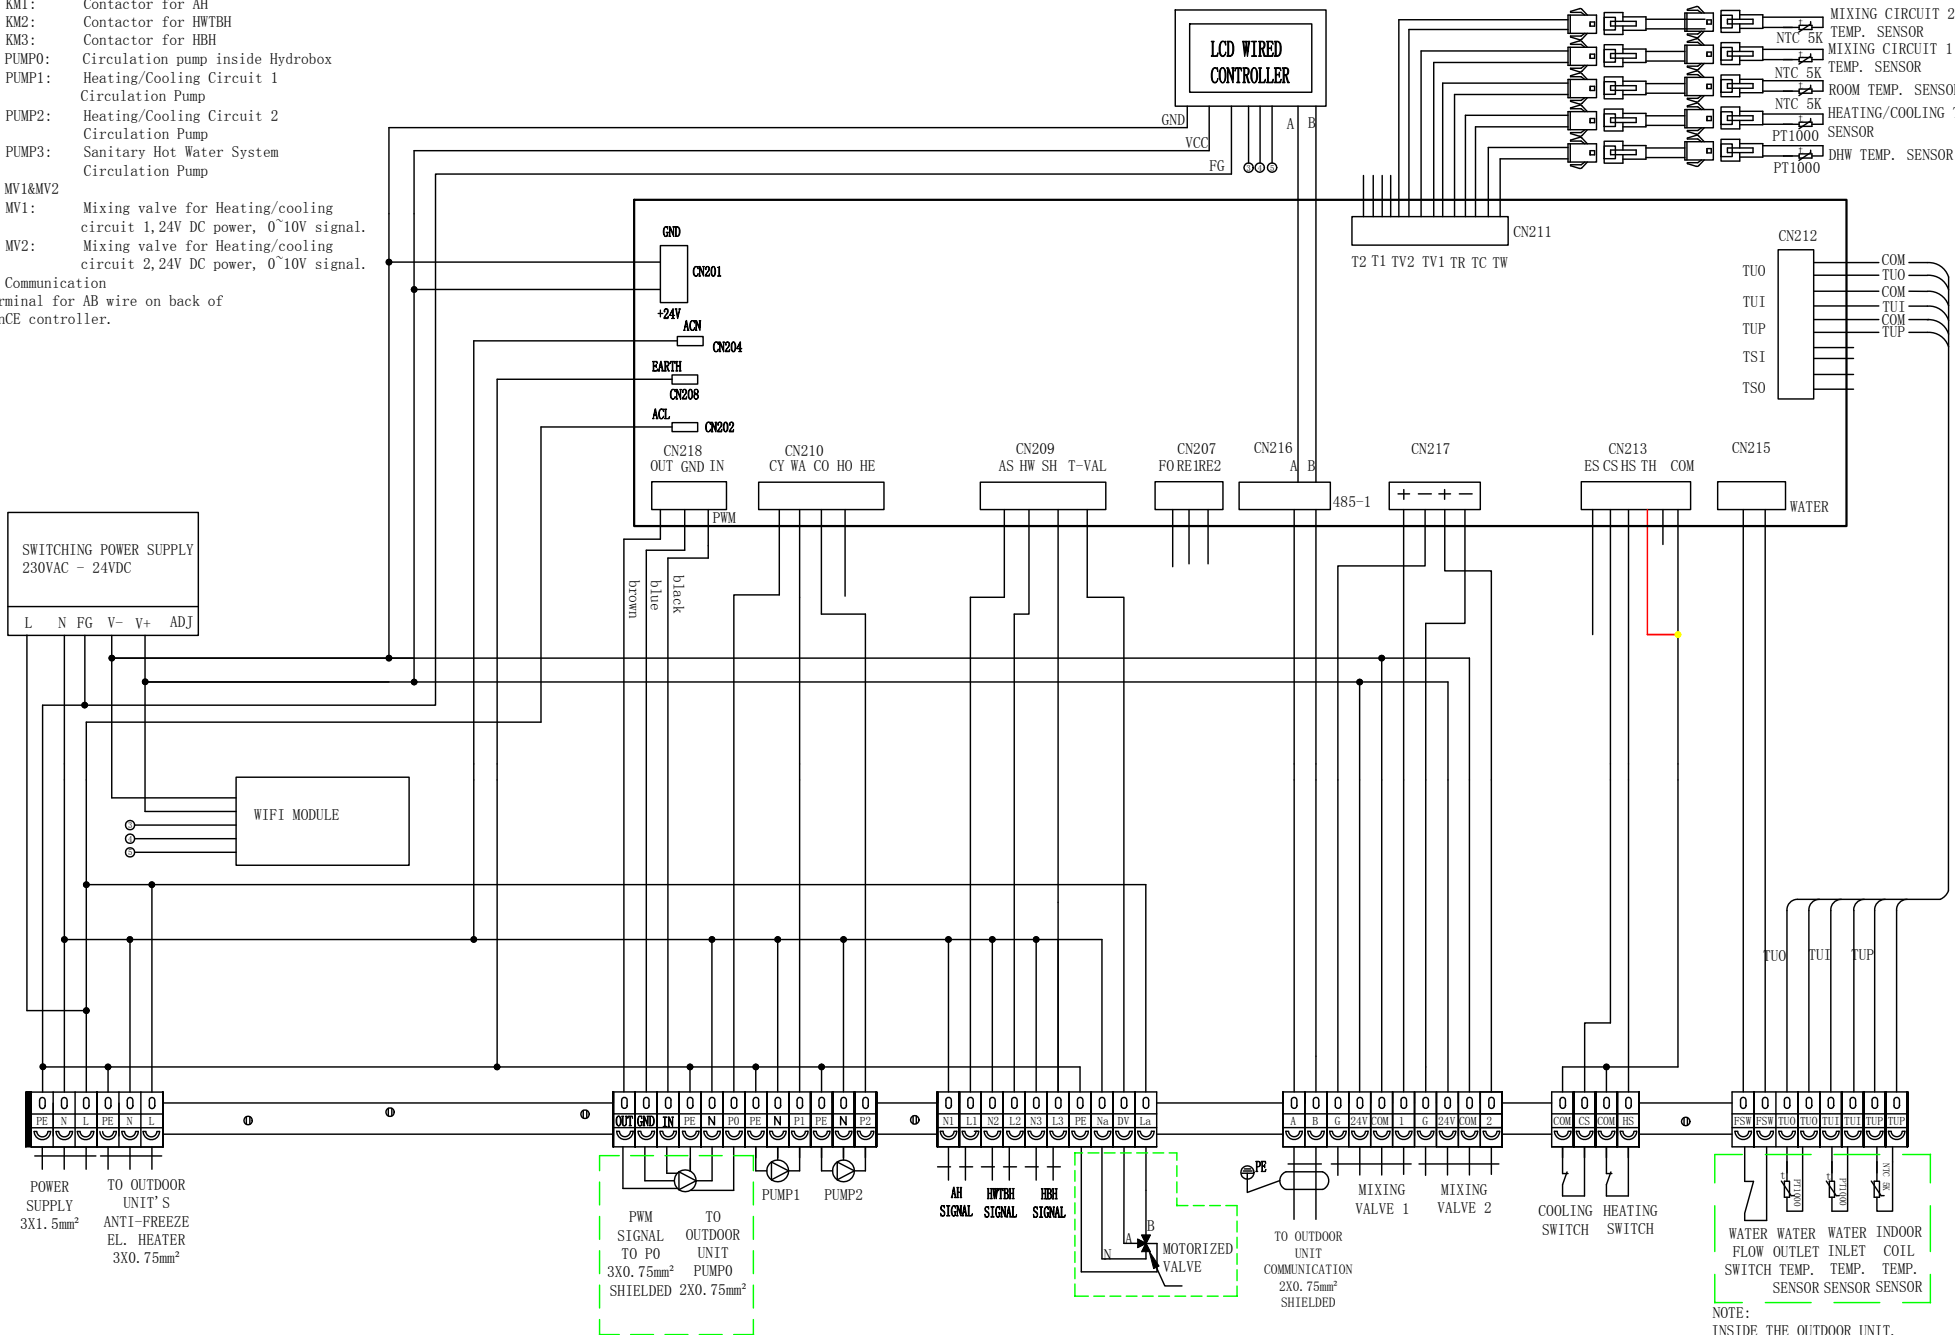 KM1: Contactor for AH
KM2: Contactor for HWTBH
KM3: Contactor for HBH
PUMP0: Circulation pump inside Hydrobox
PUMP1: Heating/Cooling Circuit 1
Circulation Pump
PUMP2: Heating/Cooling Circuit 2
Circulation Pump
PUMP3: Sanitary Hot Water System
Circulation Pump
MV1&MV2
MV1: Mixing valve for Heating/cooling
circuit 1,24V DC power, 0~10V signal.
MV2: Mixing valve for Heating/cooling
circuit 2,24V DC power, 0~10V signal.
Communication
for AB wire on back of
controller.
LCD WIRED
CONTROLLER
GND
VCC
FG
3 4 5
A B
MIXING CIRCUIT 2
TEMP. SENSOR
NTC 5K
MIXING CIRCUIT 1
TEMP. SENSOR
NTC 5K
ROOM TEMP.
NTC 5K
HEATING/COOLING
SENSOR
PT1000
DHW TEMP. SENSOR
PT1000
GND
CN201
+24V
ACN
CN204
EARTH
CN208
ACL
CN202
CN211
T2 T1 TV2 TV1 TR TC TW
CN212
TUO
TUI
TUP
TSI
TSO
COM
TUO
COM
TUI
COM
TUP
CN218
OUT GND IN
PWM
CN210
CY WA CO HO HE
CN209
AS HW SH T-VAL
CN207
FO RE1 RE2
CN216
A B
485-1
CN217
+ - + -
CN213
ES CS HS TH COM
CN215
WATER
SWITCHING POWER SUPPLY
230VAC - 24VDC
L N FG V- V+ ADJ
brown
blue
black
WIFI MODULE
3
4
5
TUO TUI TUP
PE N L PE N L
OUT GND IN PE N P0 PE N P1 PE N P2
N1 L1 N2 L2 N3 L3 PE Na DV La
A B G 24V COM 1 G 24V COM 2
COM CS COM HS
FSW FSW TUO TUO TUI TUI TUP TUP
POWER
SUPPLY
3X1.5mm²
TO OUTDOOR
UNIT'S
ANTI-FREEZE
EL. HEATER
3X0.75mm²
PWM
SIGNAL
TO PO
3X0.75mm²
SHIELDED
TO
OUTDOOR
UNIT
PUMP0
2X0.75mm²
PUMP1
PUMP2
AH
SIGNAL
HWTBH
SIGNAL
HBH
SIGNAL
B
A
N
MOTORIZED
VALVE
PE
TO OUTDOOR
UNIT
COMMUNICATION
2X0.75mm²
SHIELDED
MIXING
VALVE 1
MIXING
VALVE 2
COOLING
SWITCH
HEATING
SWITCH
PT1000
PT1000
NTC 5K
WATER
FLOW
SWITCH
WATER
OUTLET
TEMP.
SENSOR
WATER
INLET
TEMP.
SENSOR
INDOOR
COIL
TEMP.
SENSOR
NOTE:
INSIDE THE OUTDOOR UNIT.